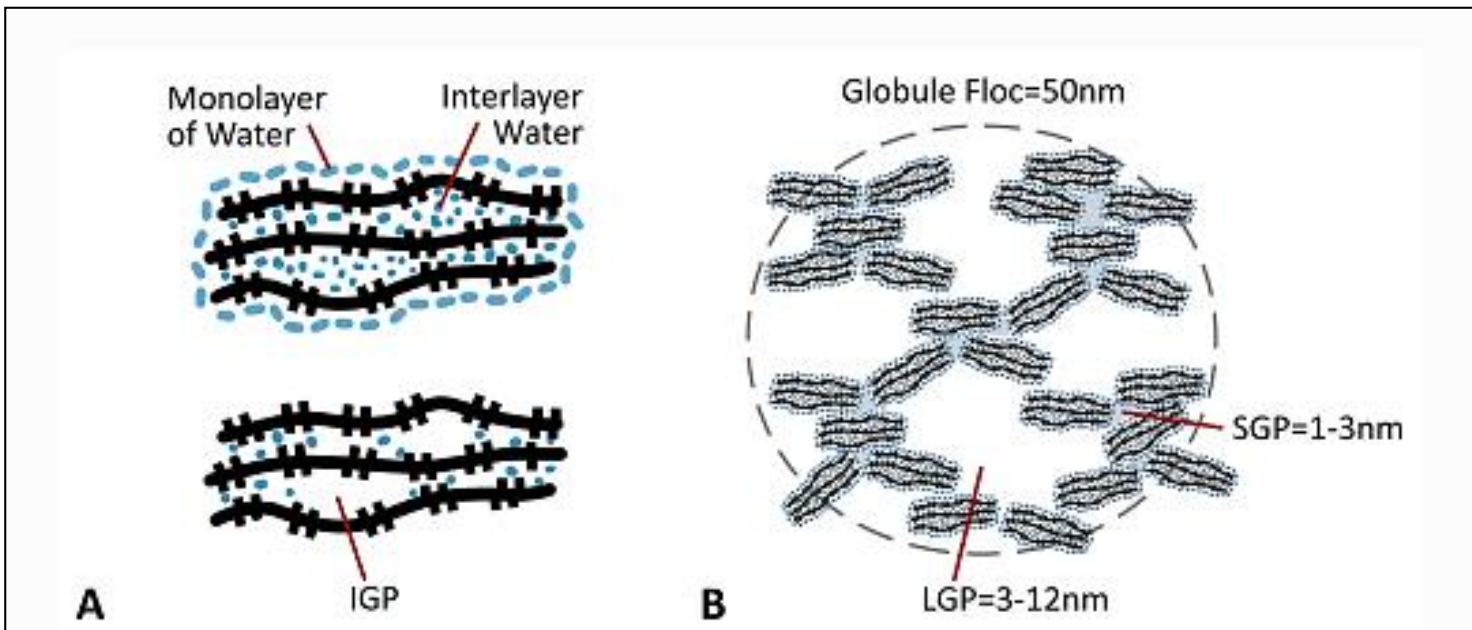 Monolayer
of Water
Interlayer
Water
IGP
A
Globule Floc=50nm
SGP=1-3nm
LGP=3-12nm
B